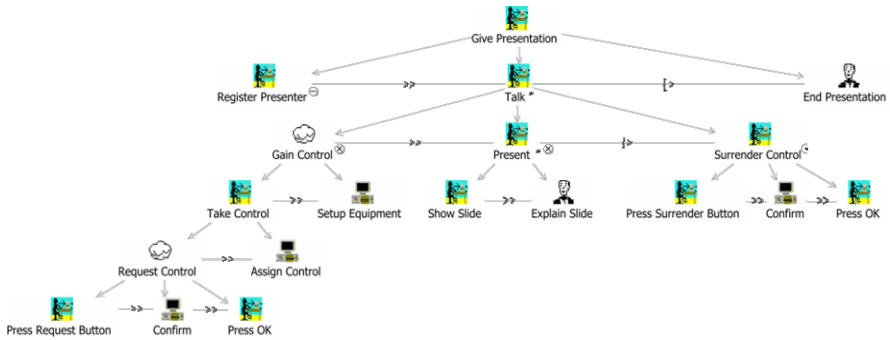 Give Presentation
Register Presenter >> Talk * [> End Presentation
Gain Control >> Present * [> Surrender Control
Take Control >> Setup Equipment Show Slide >> Explain Slide Press Surrender Button >> Confirm >> Press OK
Request Control >> Assign Control
Press Request Button >> Confirm >> Press OK